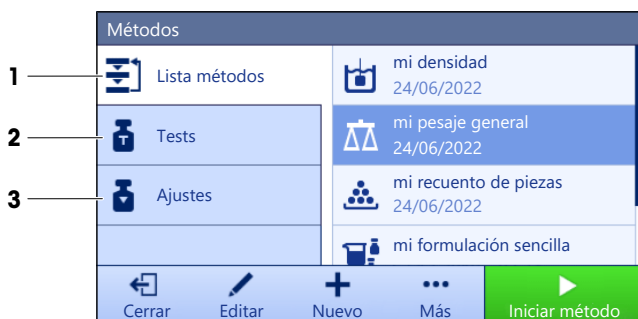 Métodos
1
Lista métodos
2
Tests
3
Ajustes
mi densidad
24/06/2022
mi pesaje general
24/06/2022
mi recuento de piezas
24/06/2022
mi formulación sencilla
Cerrar
Editar
Nuevo
Más
Iniciar método